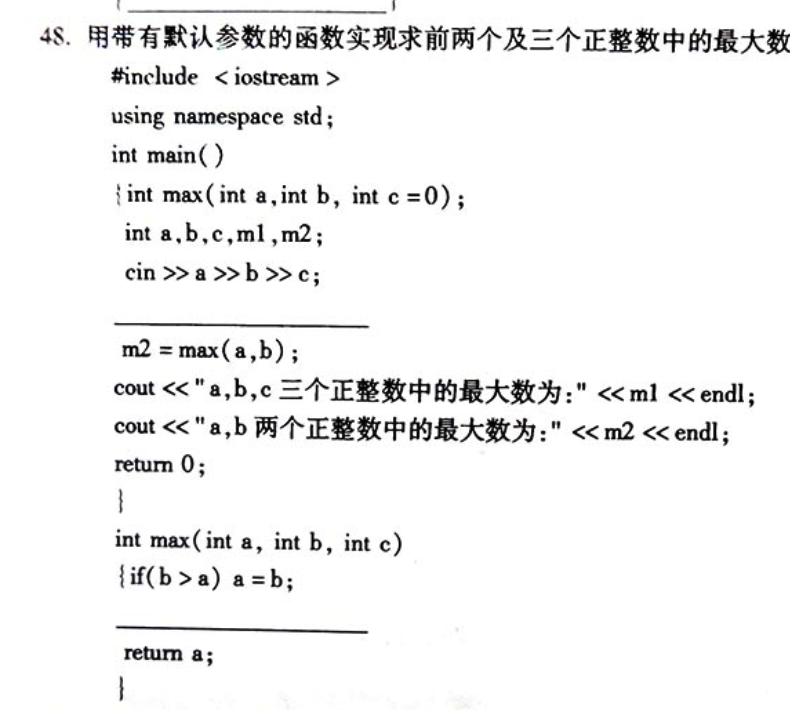 48. 用带有默认参数的函数实现求前两个及三个正整数中的最大数
#include <iostream>
using namespace std;
int main()
{int max(int a,int b, int c=0);
int a,b,c,m1,m2;
cin>>a>>b>>c;
m2=max(a,b);
cout<<"a,b,c 三个正整数中的最大数为:"<<m1<<endl;
cout<<"a,b 两个正整数中的最大数为:"<<m2<<endl;
return 0;
}
int max(int a, int b, int c)
{if(b>a) a=b;
return a;
}